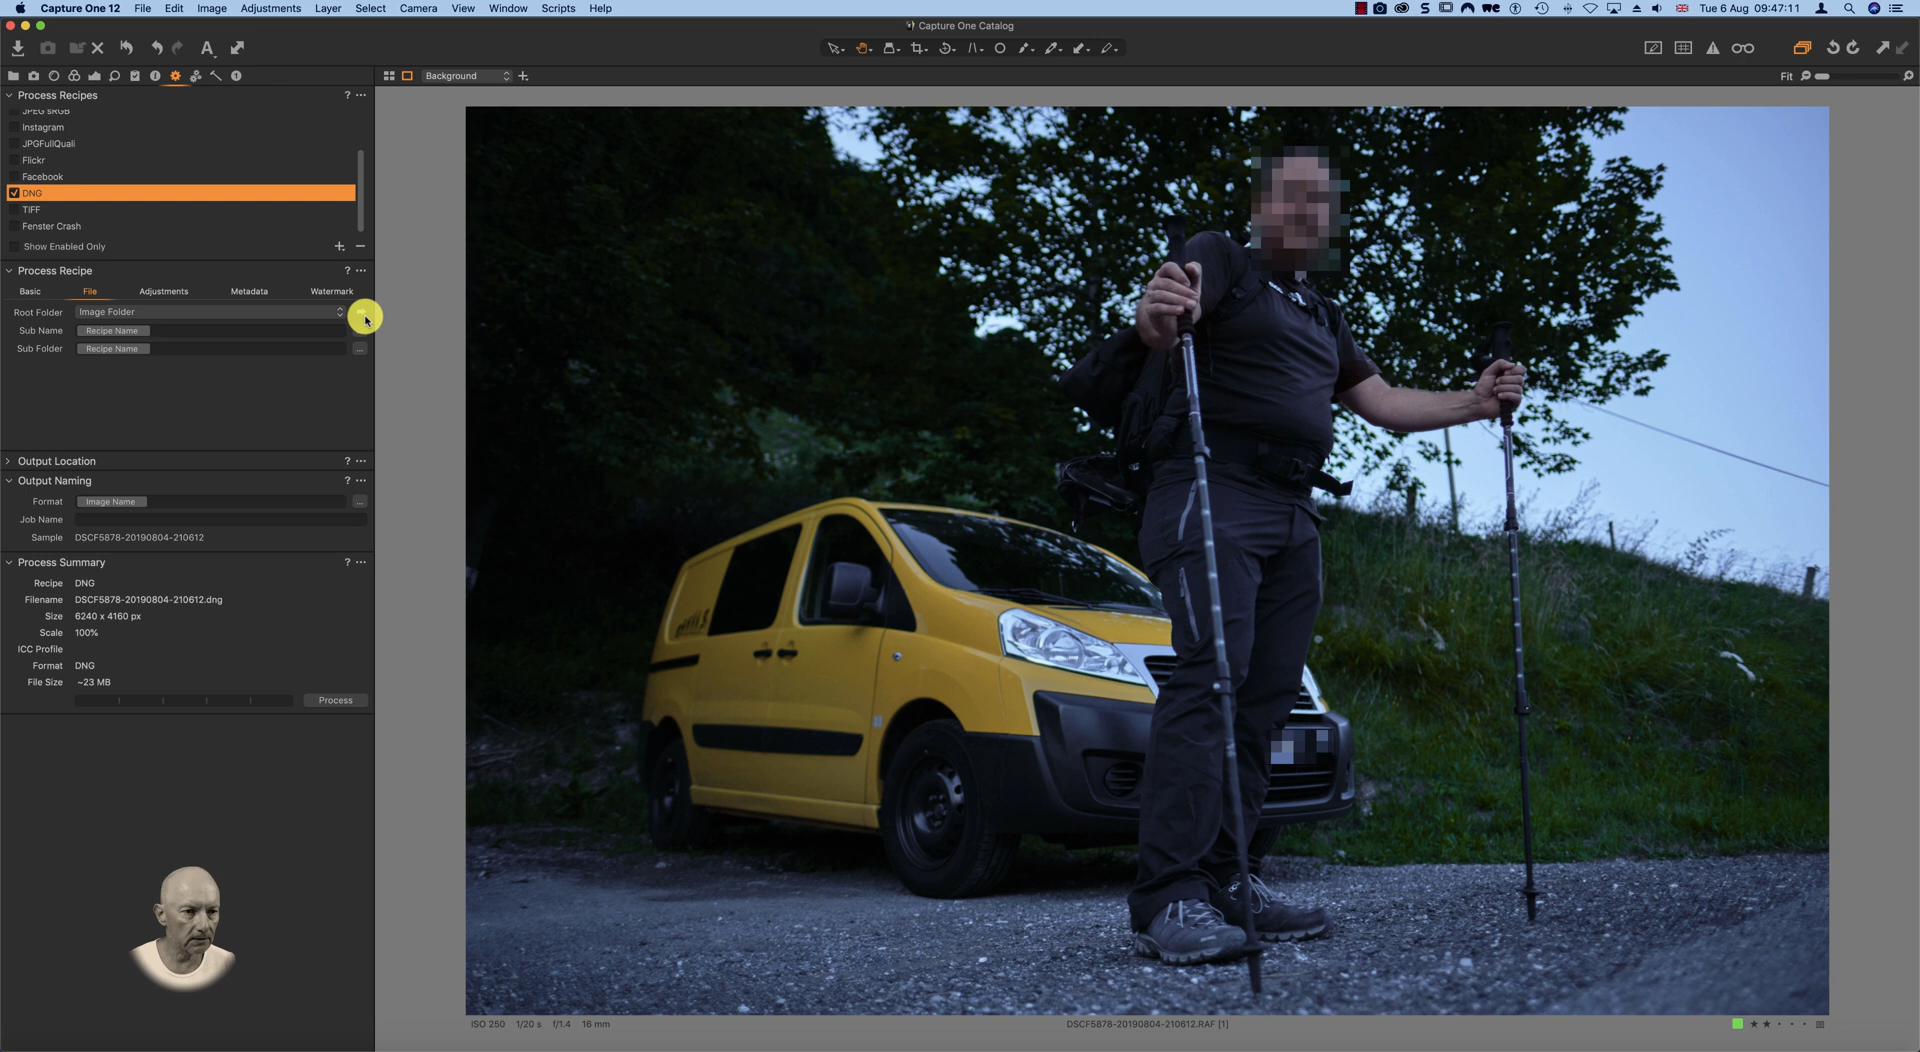 Capture One 12 File Edit Image Adjustments Layer Select Camera View Window Scripts Help Tue 6 Aug 09:47:11
Capture One Catalog
Background Fit
Process Recipes ? ...
JPEG sRGB
Instagram
JPGFullQuali
Flickr
Facebook
DNG
TIFF
Fenster Crash
Show Enabled Only + −
Process Recipe ? ...
Basic File Adjustments Metadata Watermark
Root Folder Image Folder
Sub Name Recipe Name
Sub Folder Recipe Name ...
Output Location ? ...
Output Naming ? ...
Format Image Name ...
Job Name
Sample DSCF5878-20190804-210612
Process Summary ? ...
Recipe DNG
Filename DSCF5878-20190804-210612.dng
Size 6240 x 4160 px
Scale 100%
ICC Profile
Format DNG
File Size ~23 MB
Process
ISO 250 1/20 s f/1.4 16 mm DSCF5878-20190804-210612.RAF [1]